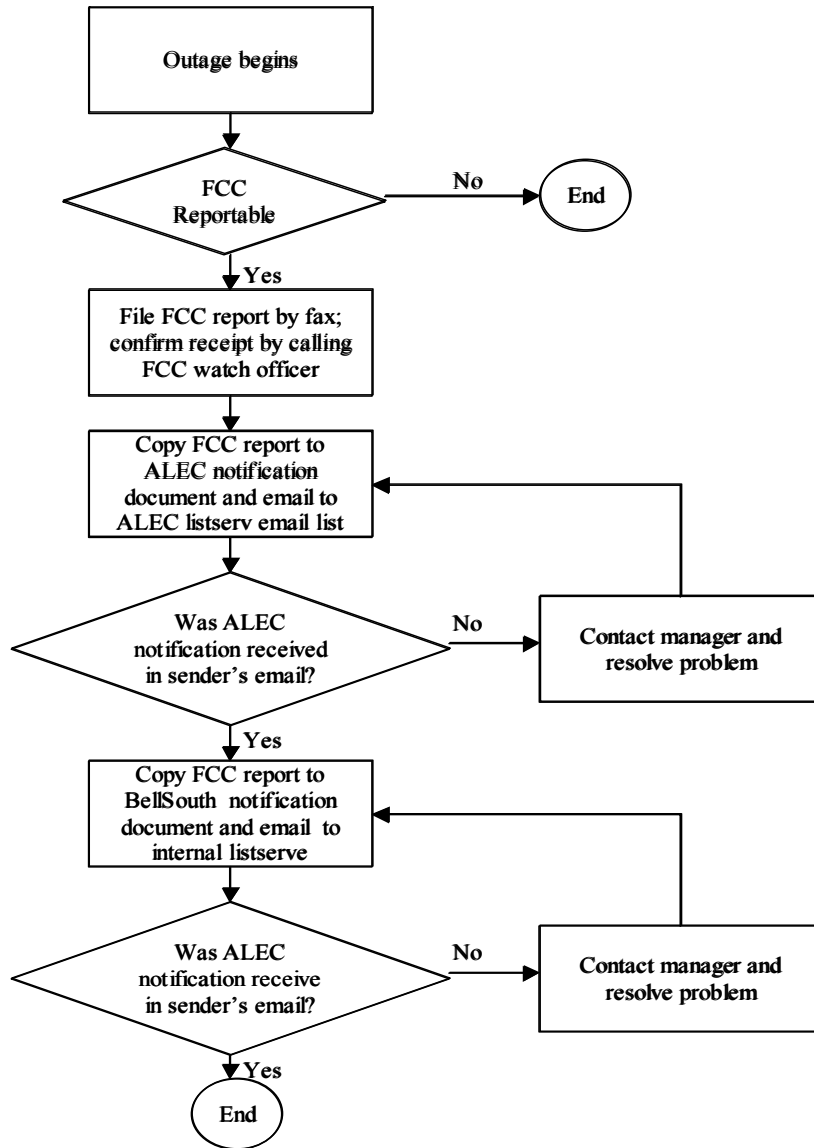 Outage begins
FCC
Reportable
No
End
Yes
File FCC report by fax;
confirm receipt by calling
FCC watch officer
Copy FCC report to
ALEC notification
document and email to
ALEC listserv email list
Was ALEC
notification received
in sender's email?
No
Contact manager and
resolve problem
Yes
Copy FCC report to
BellSouth notification
document and email to
internal listserve
Was ALEC
notification receive
in sender's email?
No
Contact manager and
resolve problem
Yes
End